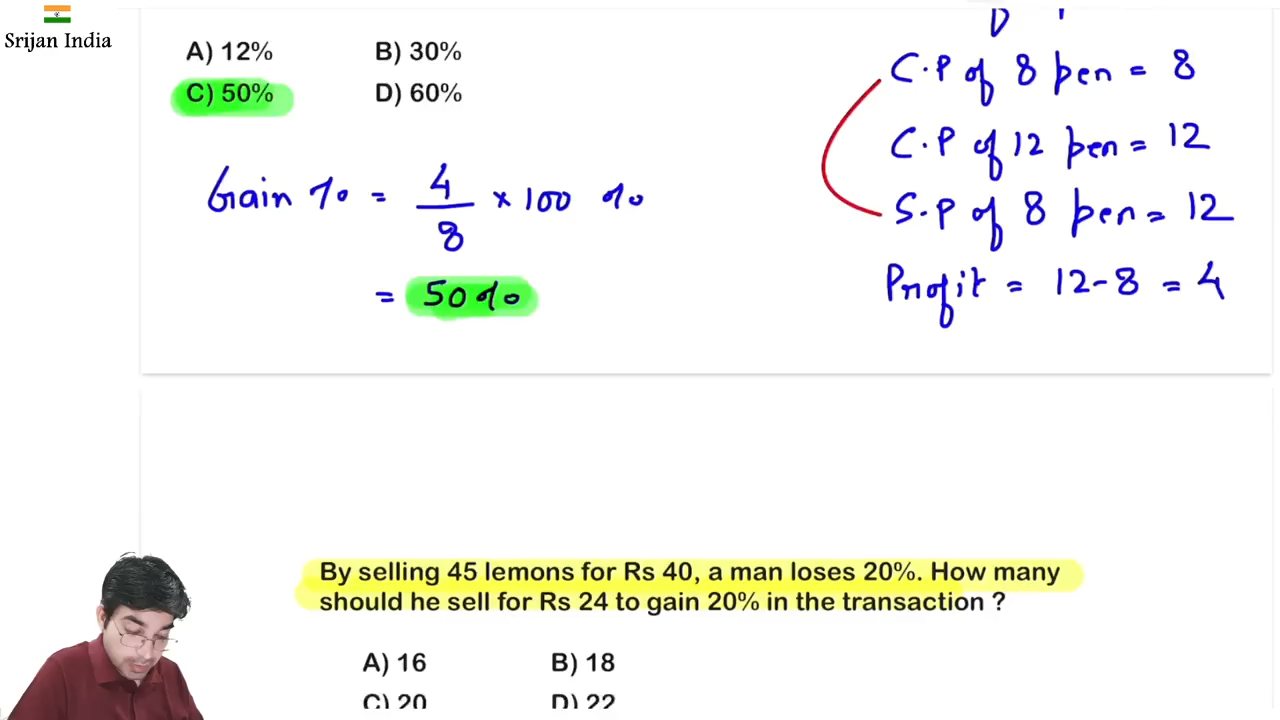 Srijan India
A) 12%
B) 30%
C) 50%
D) 60%
Gain % = 4/8 × 100 %
= 50 %
C.P of 8 pen = 8
C.P of 12 pen = 12
S.P of 8 pen = 12
Profit = 12-8 = 4
By selling 45 lemons for Rs 40, a man loses 20%. How many
should he sell for Rs 24 to gain 20% in the transaction ?
A) 16
B) 18
C) 20
D) 22